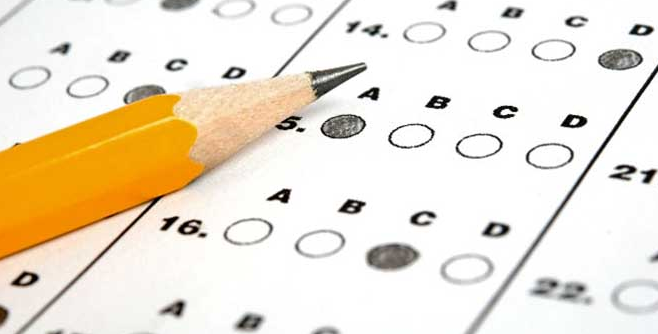 A B C D
14.
A B C D
A B C D
5.
A B C D
16.
21
D
22.
A B